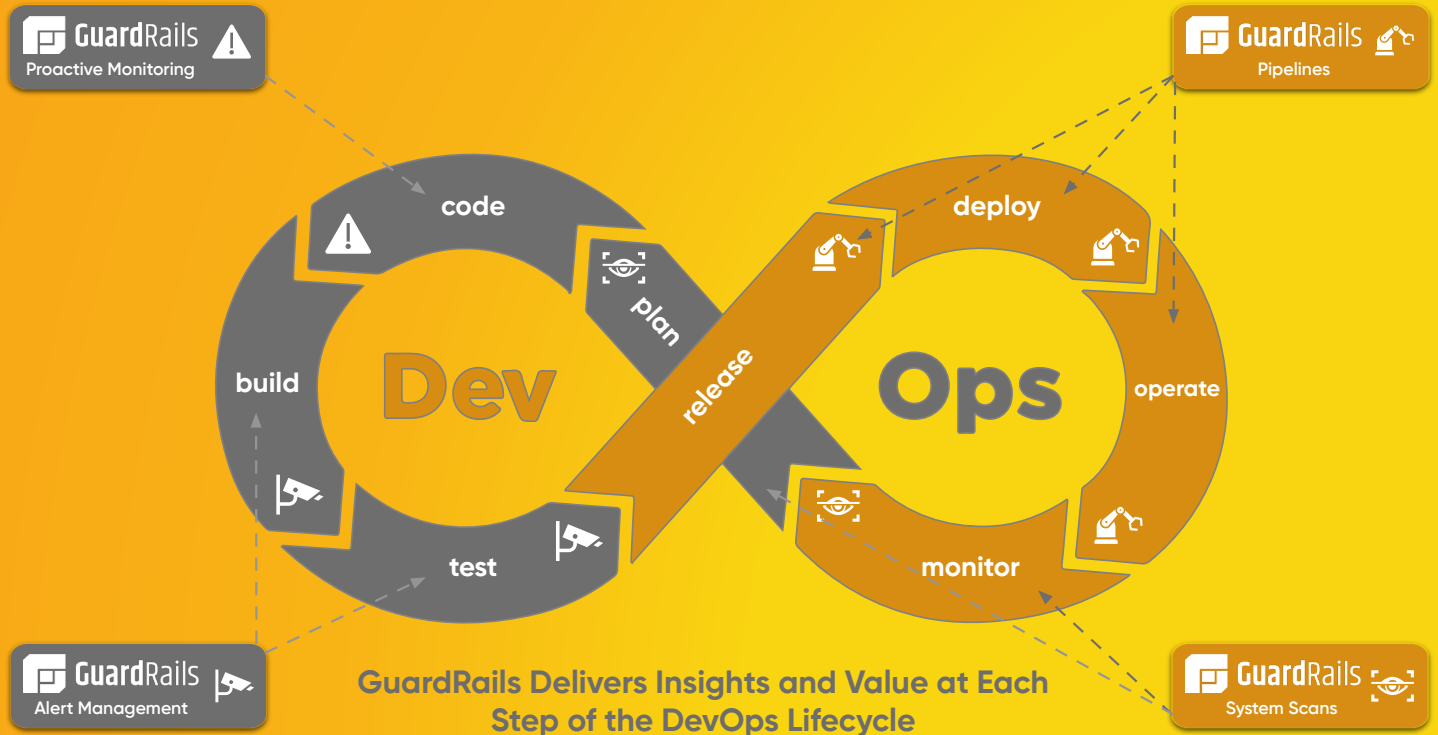 GuardRails
Proactive Monitoring
GuardRails
Pipelines
code
deploy
plan
build
Dev
release
Ops
operate
test
monitor
GuardRails
Alert Management
GuardRails Delivers Insights and Value at Each
Step of the DevOps Lifecycle
GuardRails
System Scans